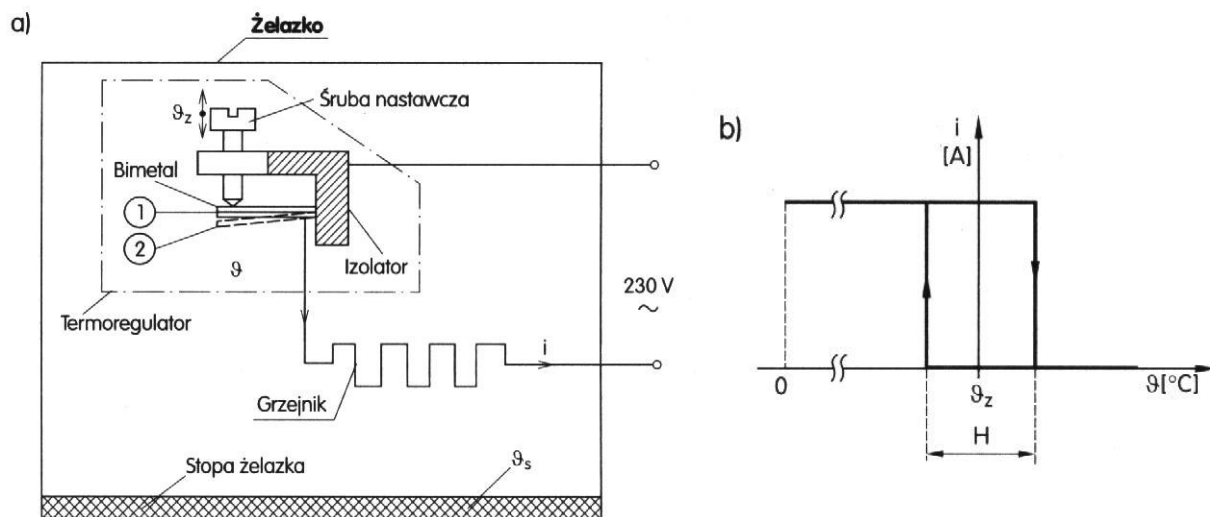 a)
Żelazko
ϑz
Śruba nastawcza
Bimetal
1
2
ϑ
Izolator
Termoregulator
230 V
~
i
Grzejnik
Stopa żelazka
ϑs
b)
i
[A]
0
ϑz
ϑ[°C]
H